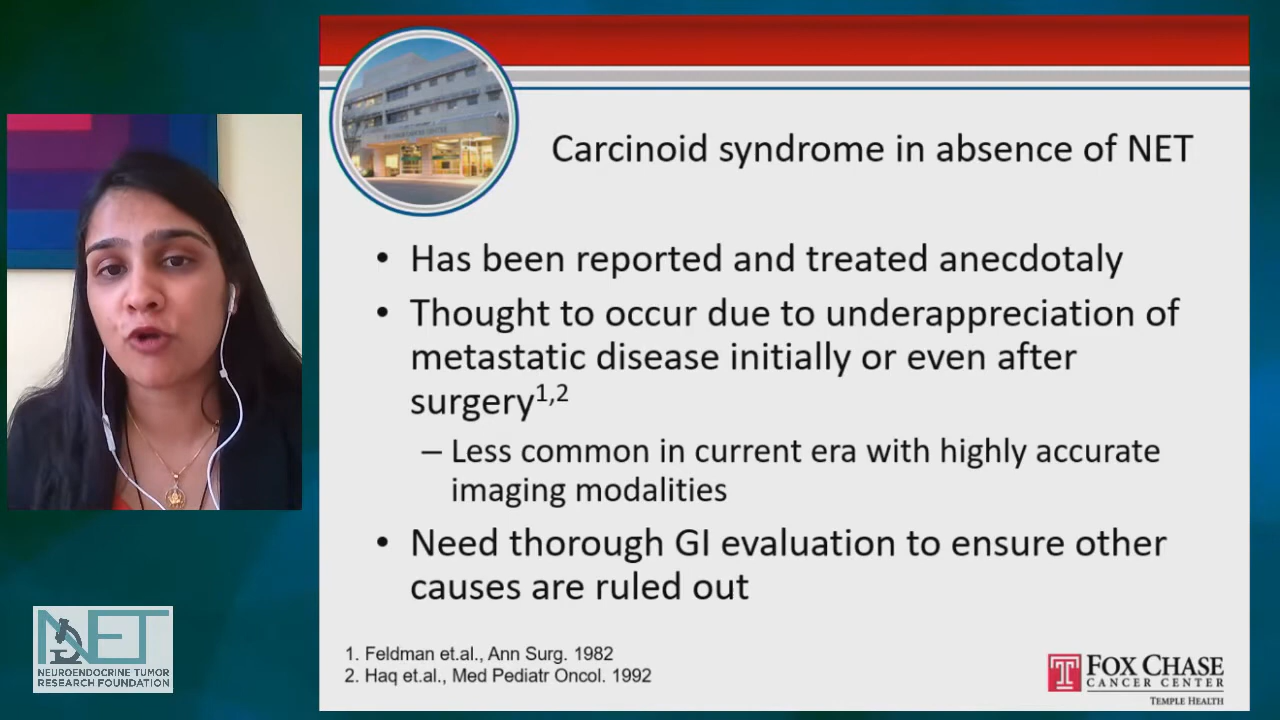 Carcinoid syndrome in absence of NET
• Has been reported and treated anecdotaly
• Thought to occur due to underappreciation of
metastatic disease initially or even after
surgery1,2
– Less common in current era with highly accurate
imaging modalities
• Need thorough GI evaluation to ensure other
causes are ruled out
1. Feldman et.al., Ann Surg. 1982
2. Haq et.al., Med Pediatr Oncol. 1992
NET
NEUROENDOCRINE TUMOR
RESEARCH FOUNDATION
FOX CHASE
CANCER CENTER
TEMPLE HEALTH